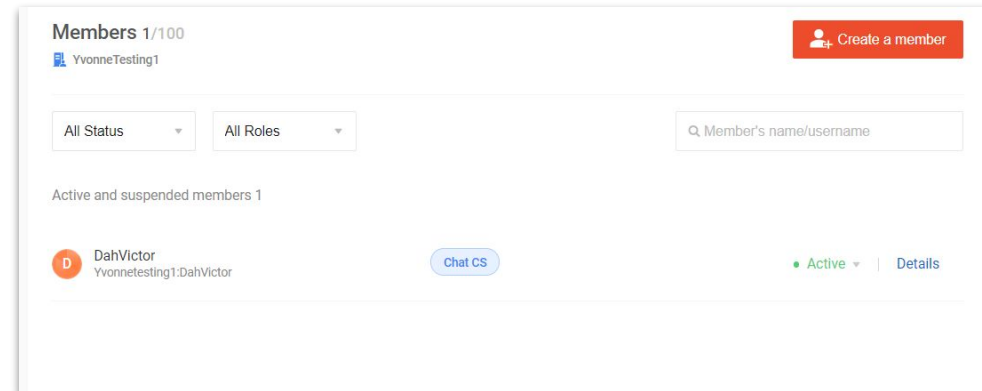 Members 1/100
Create a member
YvonneTesting1
All Status
All Roles
Member's name/username
Active and suspended members 1
D
DahVictor
Yvonnetesting1:DahVictor
Chat CS
Active
Details